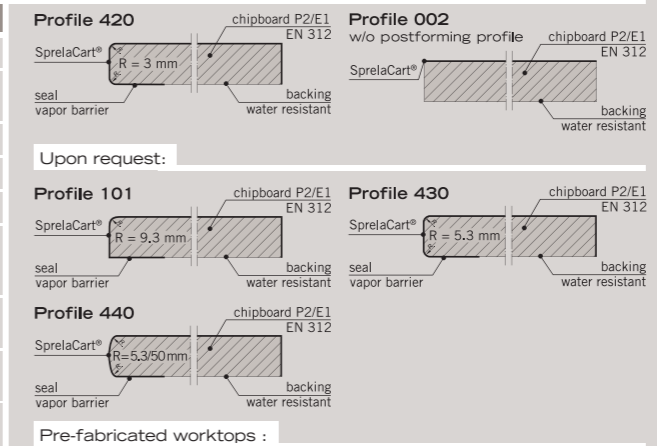 Profile 420
chipboard P2/E1
EN 312
SprelaCart®
R = 3 mm
seal
vapor barrier
backing
water resistant
Profile 002
w/o postforming profile
chipboard P2/E1
EN 312
SprelaCart®
backing
water resistant
Upon request:
Profile 101
chipboard P2/E1
EN 312
SprelaCart®
R = 9.3 mm
seal
vapor barrier
backing
water resistant
Profile 430
chipboard P2/E1
EN 312
SprelaCart®
R = 5.3 mm
seal
vapor barrier
backing
water resistant
Profile 440
chipboard P2/E1
EN 312
SprelaCart®
R=5.3/50mm
seal
vapor barrier
backing
water resistant
Pre-fabricated worktops :